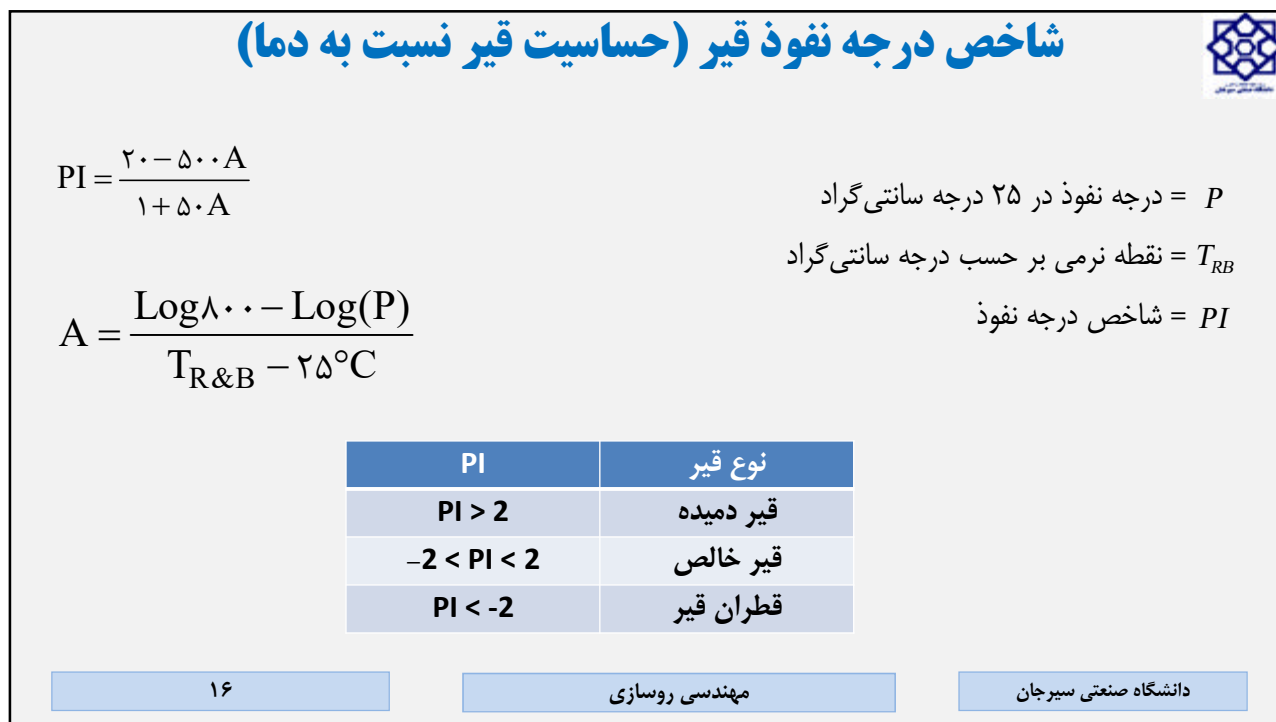 شاخص درجه نفوذ قیر (حساسیت قیر نسبت به دما)
دانشگاه صنعتی سیرجان
PI = (۲۰ − ۵۰۰A) / (۱ + ۵۰A)
A = (Log۸۰۰ − Log(P)) / (T_R&B − ۲۵°C)
P = درجه نفوذ در ۲۵ درجه سانتی‌گراد
T_RB = نقطه نرمی بر حسب درجه سانتی‌گراد
PI = شاخص درجه نفوذ
نوع قیر PI
قیر دمیده PI > 2
قیر خالص −2 < PI < 2
قطران قیر PI < -2
دانشگاه صنعتی سیرجان
مهندسی روسازی
۱۶